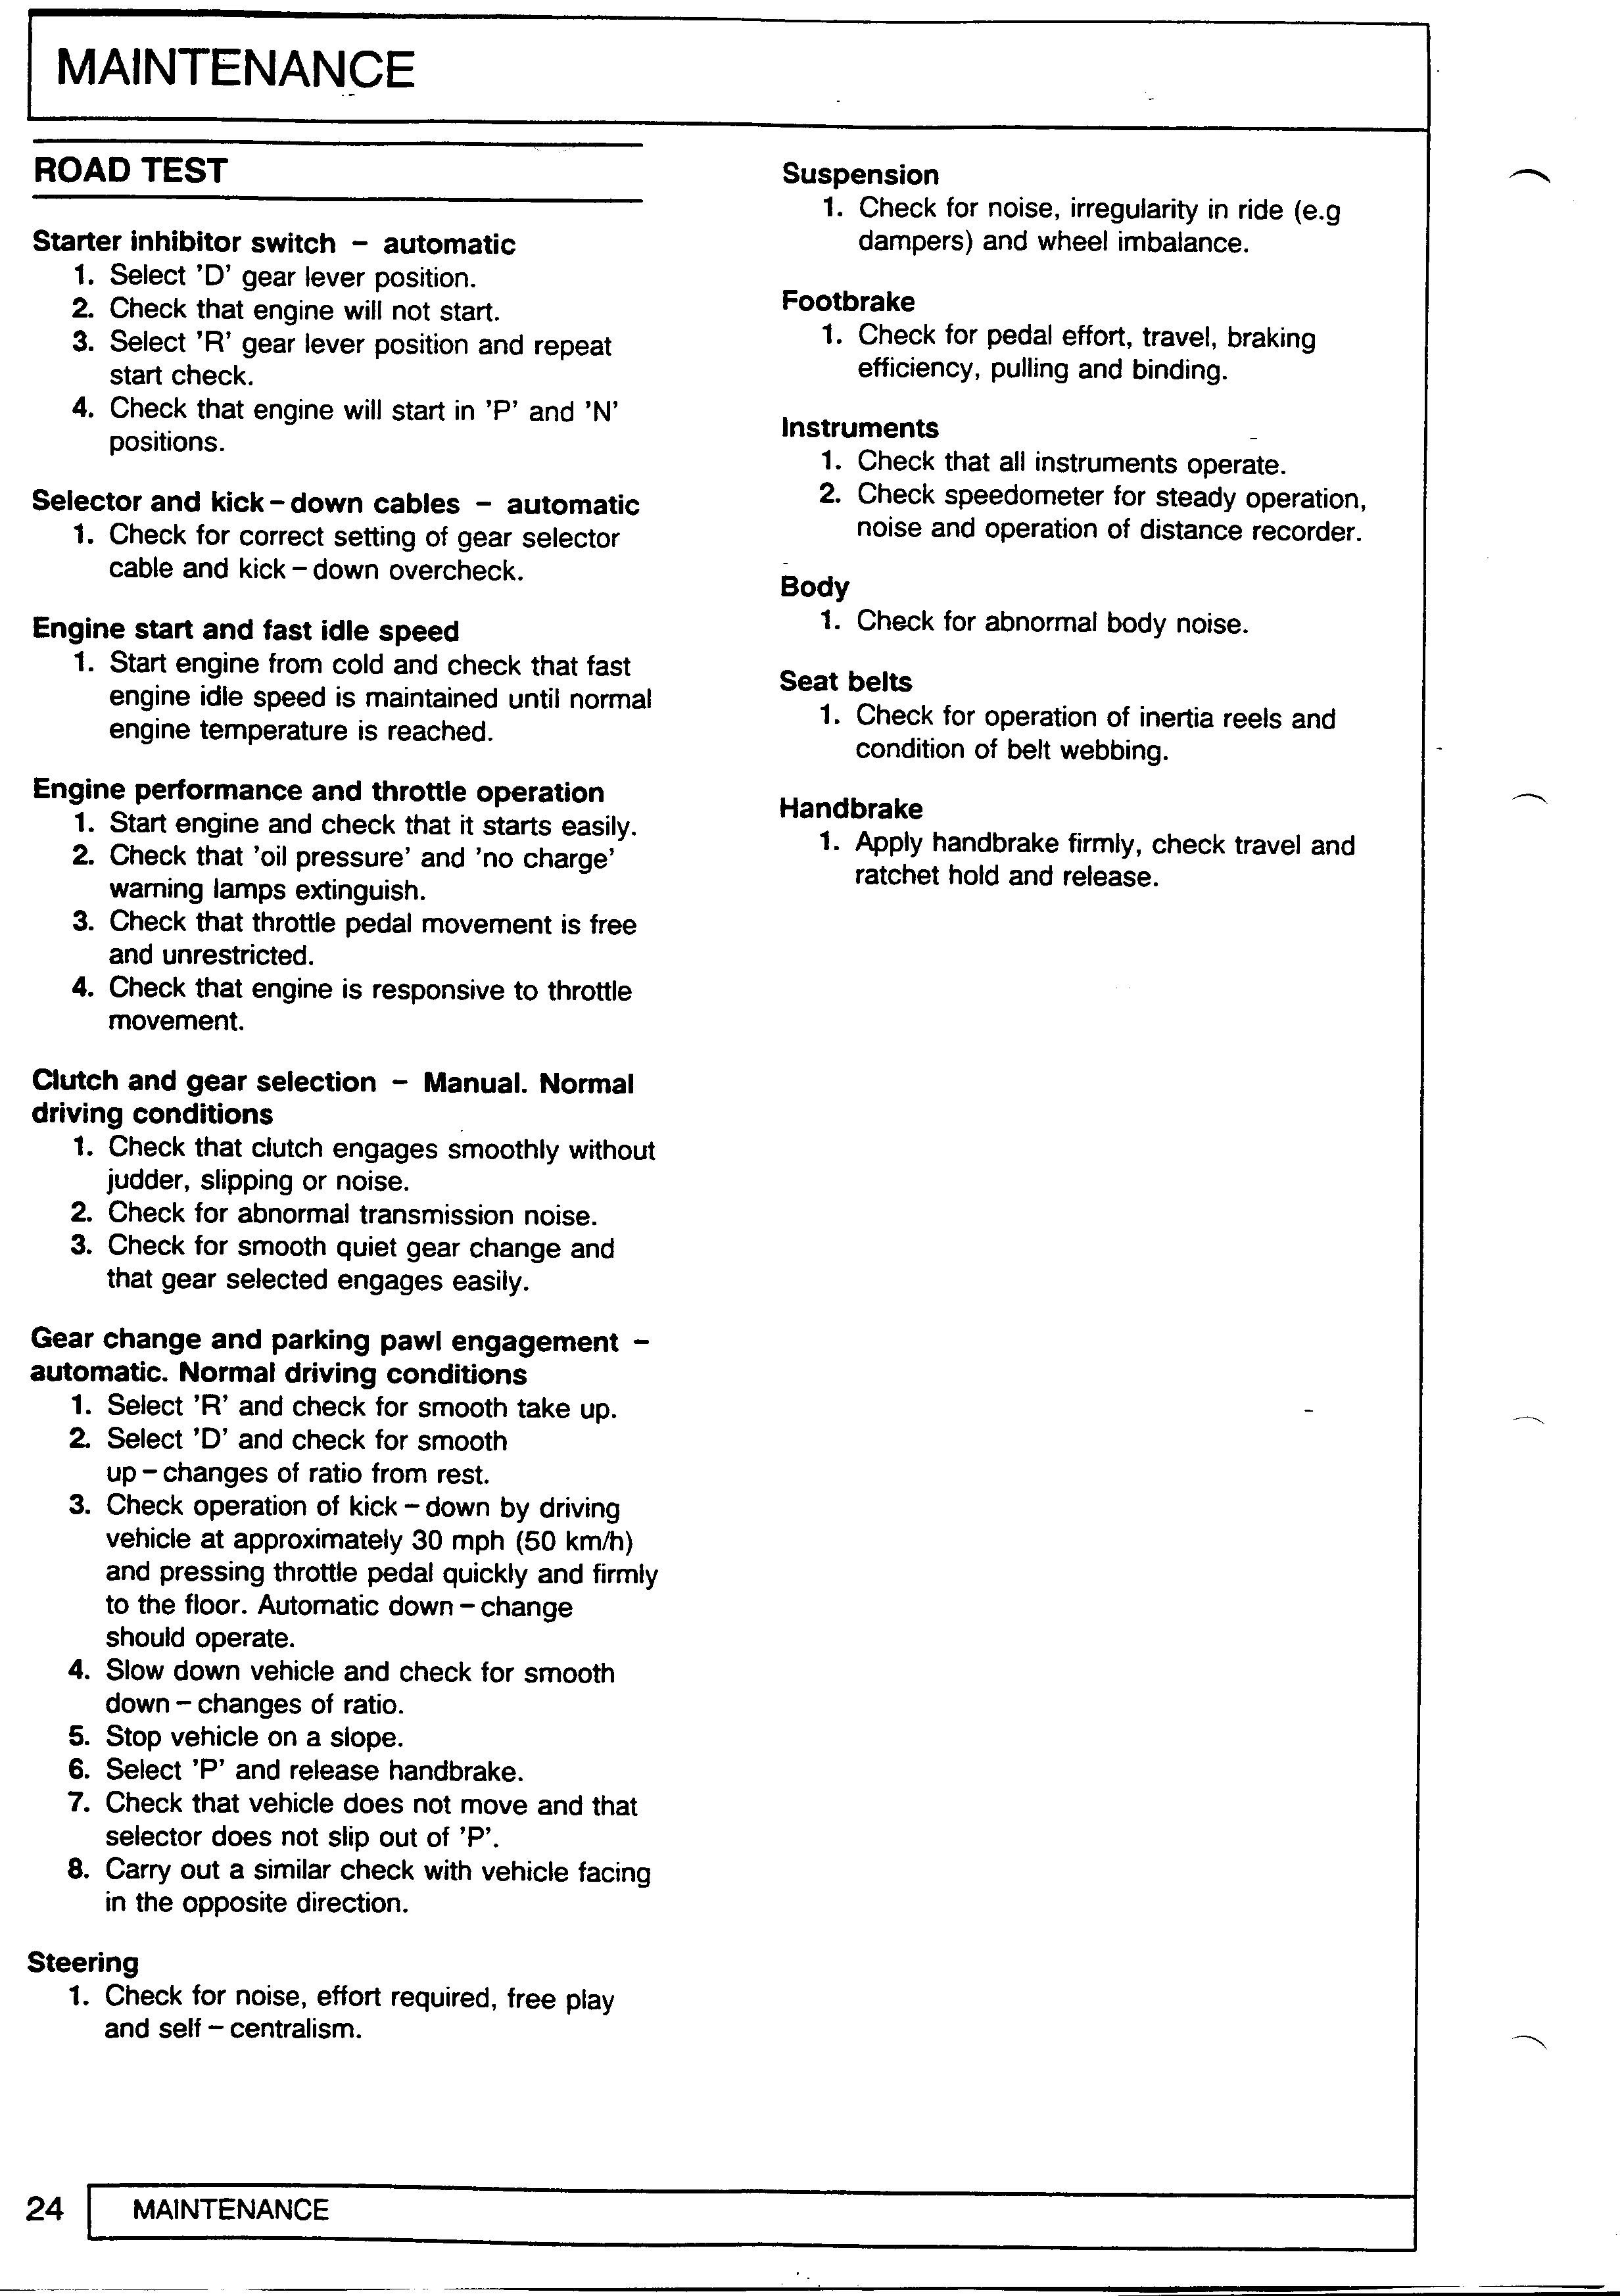 MAINTENANCE
ROAD TEST
Starter inhibitor switch – automatic
1. Select 'D' gear lever position.
2. Check that engine will not start.
3. Select 'R' gear lever position and repeat
start check.
4. Check that engine will start in 'P' and 'N'
positions.
Selector and kick–down cables – automatic
1. Check for correct setting of gear selector
cable and kick–down overcheck.
Engine start and fast idle speed
1. Start engine from cold and check that fast
engine idle speed is maintained until normal
engine temperature is reached.
Engine performance and throttle operation
1. Start engine and check that it starts easily.
2. Check that 'oil pressure' and 'no charge'
warning lamps extinguish.
3. Check that throttle pedal movement is free
and unrestricted.
4. Check that engine is responsive to throttle
movement.
Clutch and gear selection – Manual. Normal
driving conditions
1. Check that clutch engages smoothly without
judder, slipping or noise.
2. Check for abnormal transmission noise.
3. Check for smooth quiet gear change and
that gear selected engages easily.
Gear change and parking pawl engagement –
automatic. Normal driving conditions
1. Select 'R' and check for smooth take up.
2. Select 'D' and check for smooth
up–changes of ratio from rest.
3. Check operation of kick–down by driving
vehicle at approximately 30 mph (50 km/h)
and pressing throttle pedal quickly and firmly
to the floor. Automatic down–change
should operate.
4. Slow down vehicle and check for smooth
down–changes of ratio.
5. Stop vehicle on a slope.
6. Select 'P' and release handbrake.
7. Check that vehicle does not move and that
selector does not slip out of 'P'.
8. Carry out a similar check with vehicle facing
in the opposite direction.
Steering
1. Check for noise, effort required, free play
and self–centralism.
Suspension
1. Check for noise, irregularity in ride (e.g
dampers) and wheel imbalance.
Footbrake
1. Check for pedal effort, travel, braking
efficiency, pulling and binding.
Instruments
1. Check that all instruments operate.
2. Check speedometer for steady operation,
noise and operation of distance recorder.
Body
1. Check for abnormal body noise.
Seat belts
1. Check for operation of inertia reels and
condition of belt webbing.
Handbrake
1. Apply handbrake firmly, check travel and
ratchet hold and release.
24 MAINTENANCE